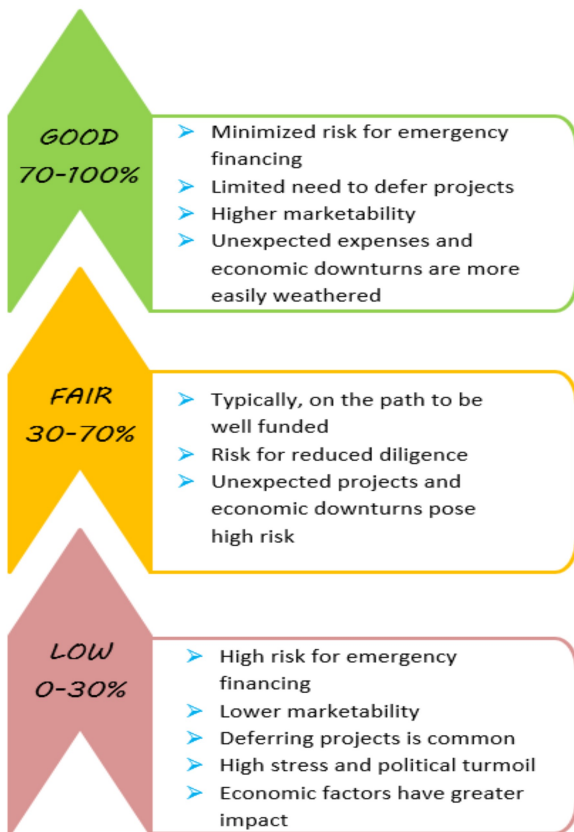 GOOD
70-100%
➢ Minimized risk for emergency
financing
➢ Limited need to defer projects
➢ Higher marketability
➢ Unexpected expenses and
economic downturns are more
easily weathered
FAIR
30-70%
➢ Typically, on the path to be
well funded
➢ Risk for reduced diligence
➢ Unexpected projects and
economic downturns pose
high risk
LOW
0-30%
➢ High risk for emergency
financing
➢ Lower marketability
➢ Deferring projects is common
➢ High stress and political turmoil
➢ Economic factors have greater
impact